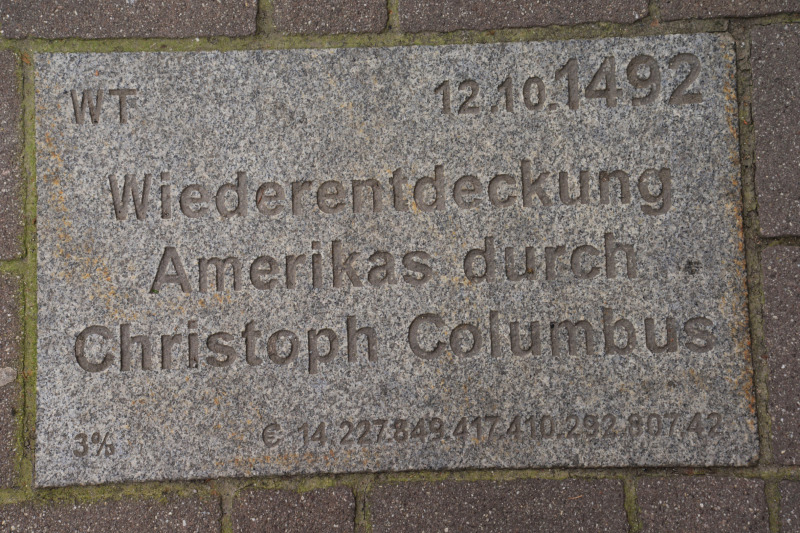 WT 12.10.1492
Wiederentdeckung
Amerikas durch
Christoph Columbus
3% € 14.227.849.417.410.292.807,42